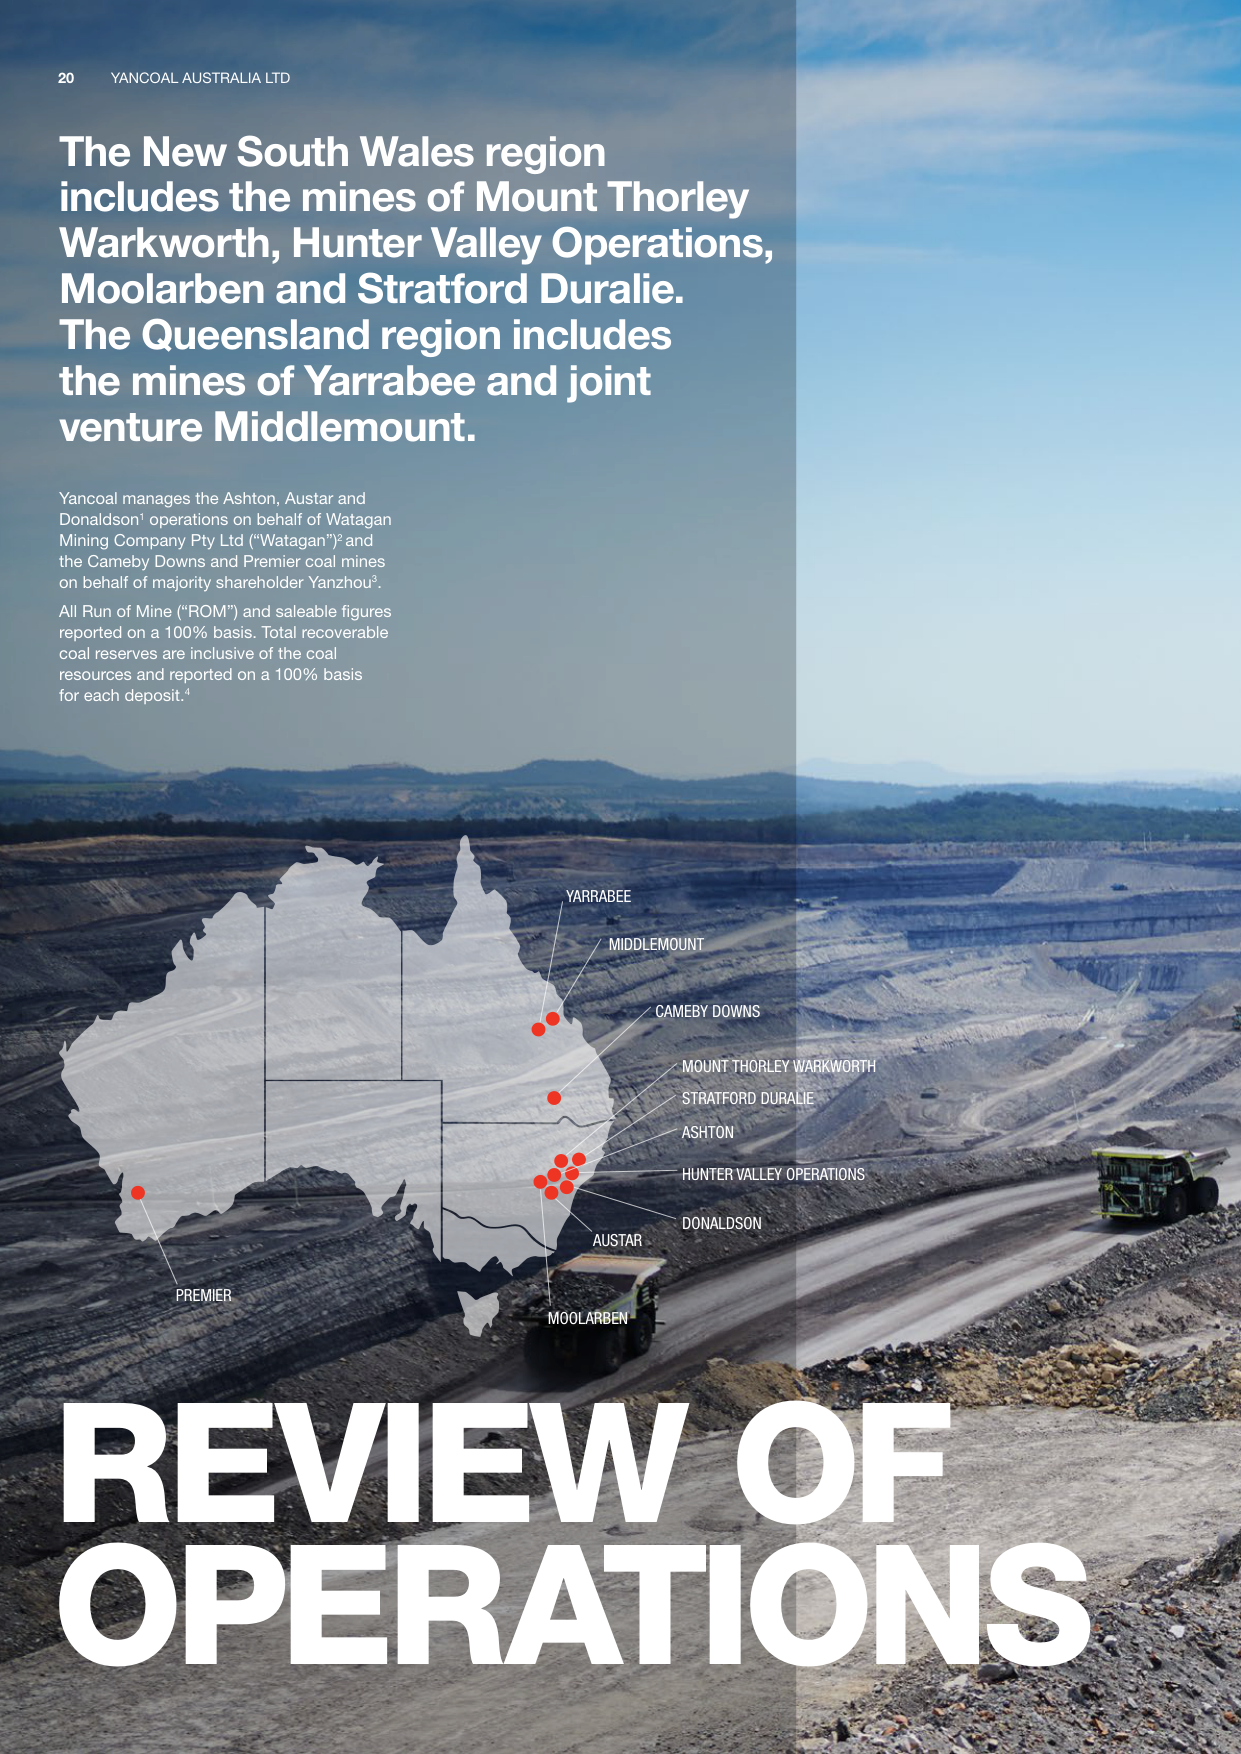 20 YANCOAL AUSTRALIA LTD
The New South Wales region
includes the mines of Mount Thorley
Warkworth, Hunter Valley Operations,
Moolarben and Stratford Duralie.
The Queensland region includes
the mines of Yarrabee and joint
venture Middlemount.
Yancoal manages the Ashton, Austar and
Donaldson¹ operations on behalf of Watagan
Mining Company Pty Ltd (“Watagan”)² and
the Cameby Downs and Premier coal mines
on behalf of majority shareholder Yanzhou³.
All Run of Mine (“ROM”) and saleable figures
reported on a 100% basis. Total recoverable
coal reserves are inclusive of the coal
resources and reported on a 100% basis
for each deposit.⁴
YARRABEE
MIDDLEMOUNT
CAMEBY DOWNS
MOUNT THORLEY WARKWORTH
STRATFORD DURALIE
ASHTON
HUNTER VALLEY OPERATIONS
DONALDSON
AUSTAR
PREMIER
MOOLARBEN
REVIEW OF
OPERATIONS